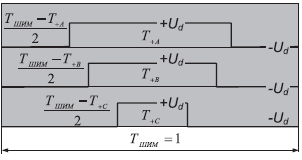 T_ШИМ − T_{+A} / 2 T_{+A} +U_d -U_d
T_ШИМ − T_{+B} / 2 T_{+B} +U_d -U_d
T_ШИМ − T_{+C} / 2 T_{+C} +U_d -U_d
T_ШИМ = 1